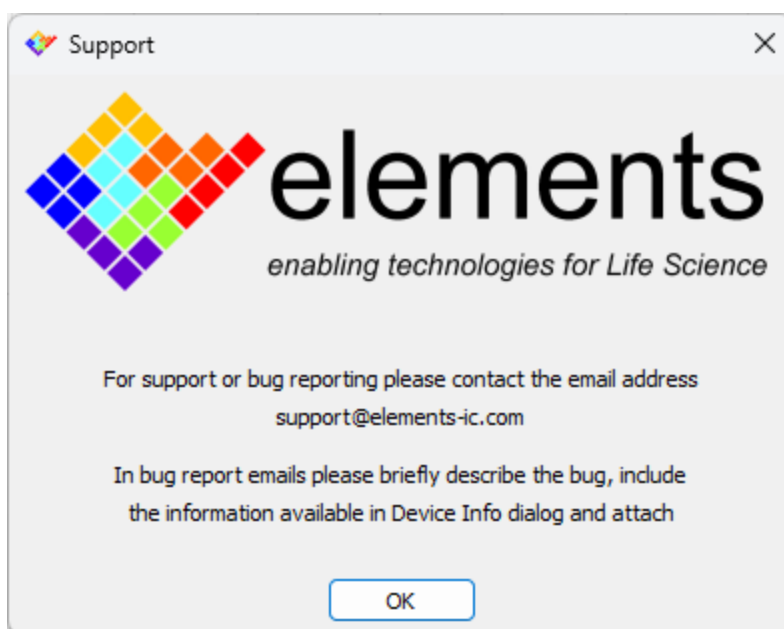 Support
elements
enabling technologies for Life Science
For support or bug reporting please contact the email address
support@elements-ic.com
In bug report emails please briefly describe the bug, include
the information available in Device Info dialog and attach
OK